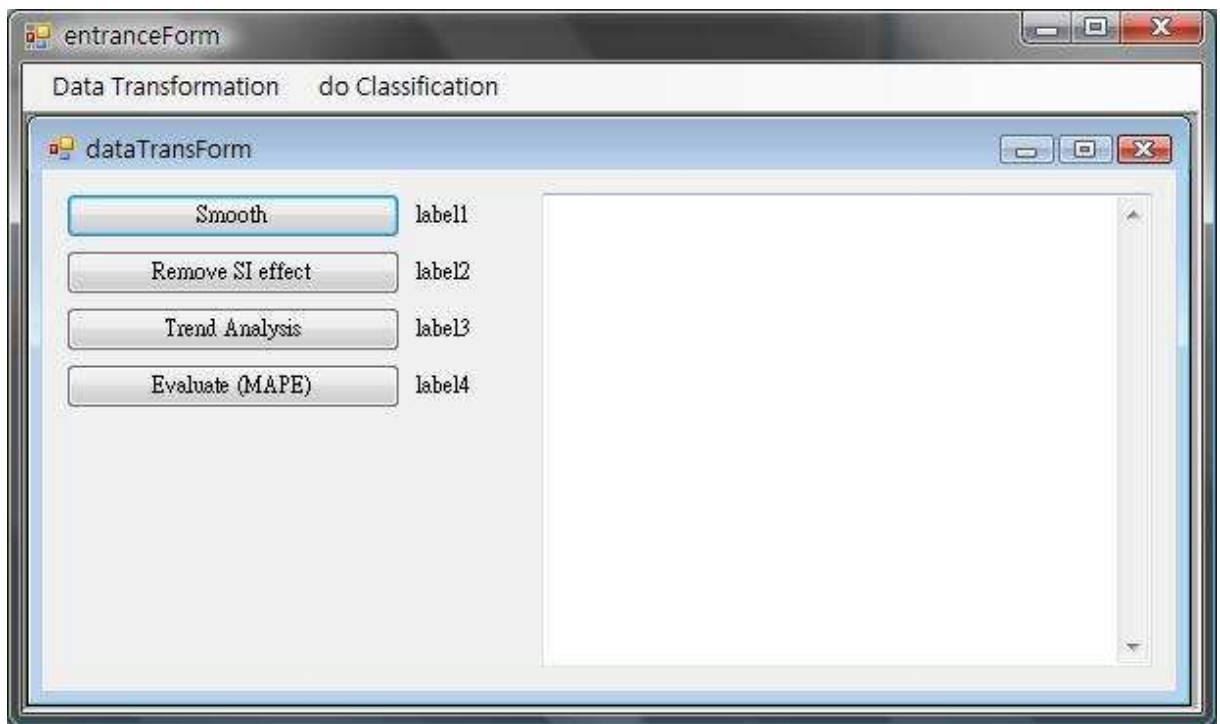 entranceForm
Data Transformation do Classification
dataTransForm
Smooth label1
Remove SI effect label2
Trend Analysis label3
Evaluate (MAPE) label4